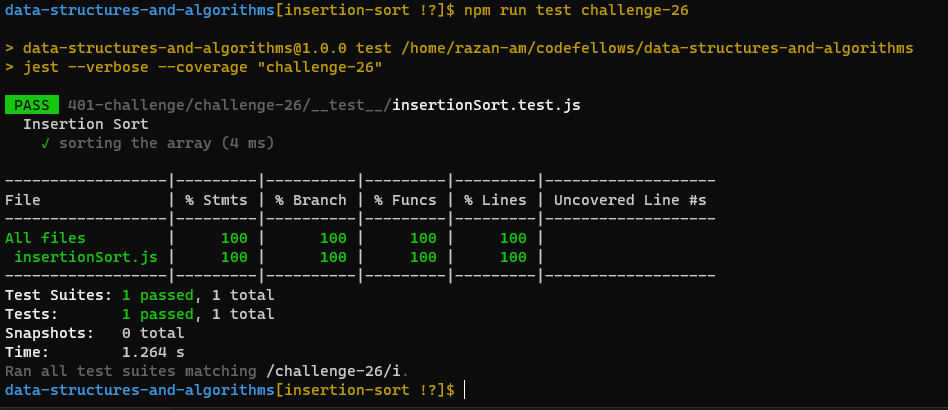 data-structures-and-algorithms[insertion-sort !?]$ npm run test challenge-26
> data-structures-and-algorithms@1.0.0 test /home/razan-am/codefellows/data-structures-and-algorithms
> jest --verbose --coverage "challenge-26"
PASS 401-challenge/challenge-26/__test__/insertionSort.test.js
  Insertion Sort
    √ sorting the array (4 ms)
------------------|---------|----------|---------|---------|-------------------
File              | % Stmts | % Branch | % Funcs | % Lines | Uncovered Line #s
------------------|---------|----------|---------|---------|-------------------
All files         |     100 |      100 |     100 |     100 |
 insertionSort.js |     100 |      100 |     100 |     100 |
------------------|---------|----------|---------|---------|-------------------
Test Suites: 1 passed, 1 total
Tests:       1 passed, 1 total
Snapshots:   0 total
Time:        1.264 s
Ran all test suites matching /challenge-26/i.
data-structures-and-algorithms[insertion-sort !?]$